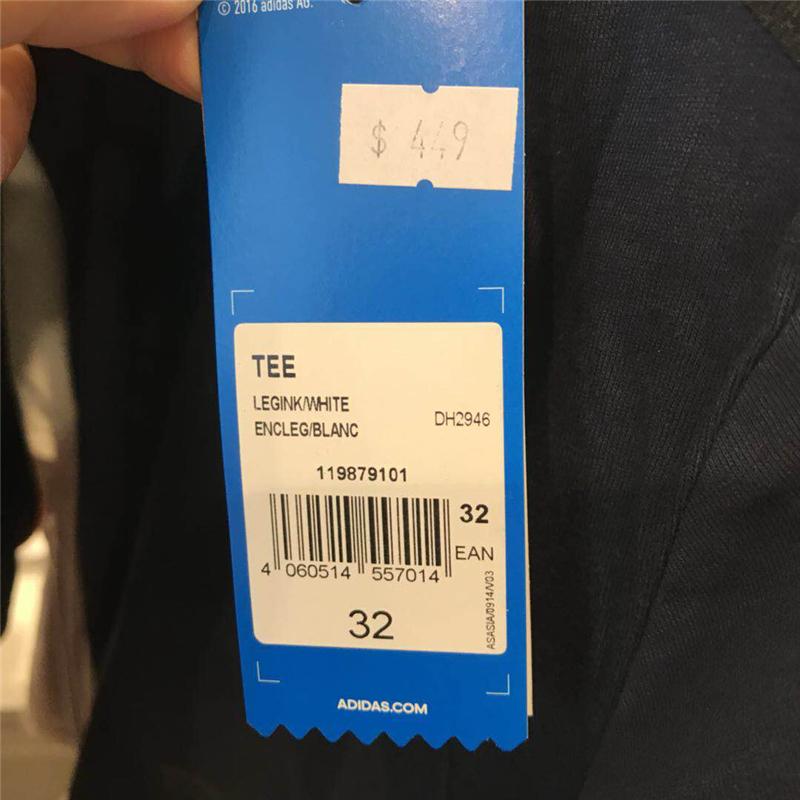 © 2016 adidas AG.
$ 449
TEE
LEGINK/WHITE
ENCLEG/BLANC
DH2946
119879101
32
EAN
4 060514 557014
32
ASASIA/0914/V03
ADIDAS.COM